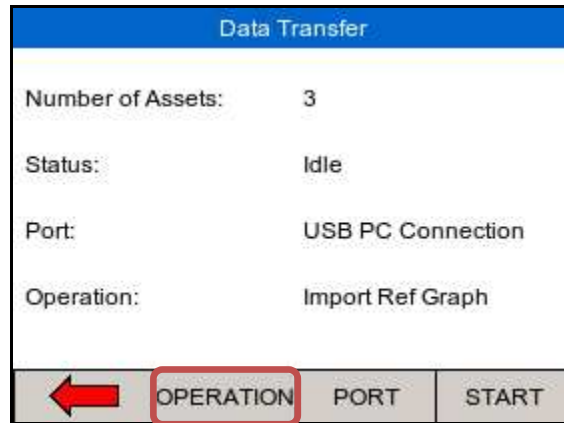 Data Transfer
Number of Assets: 3
Status: Idle
Port: USB PC Connection
Operation: Import Ref Graph
OPERATION PORT START